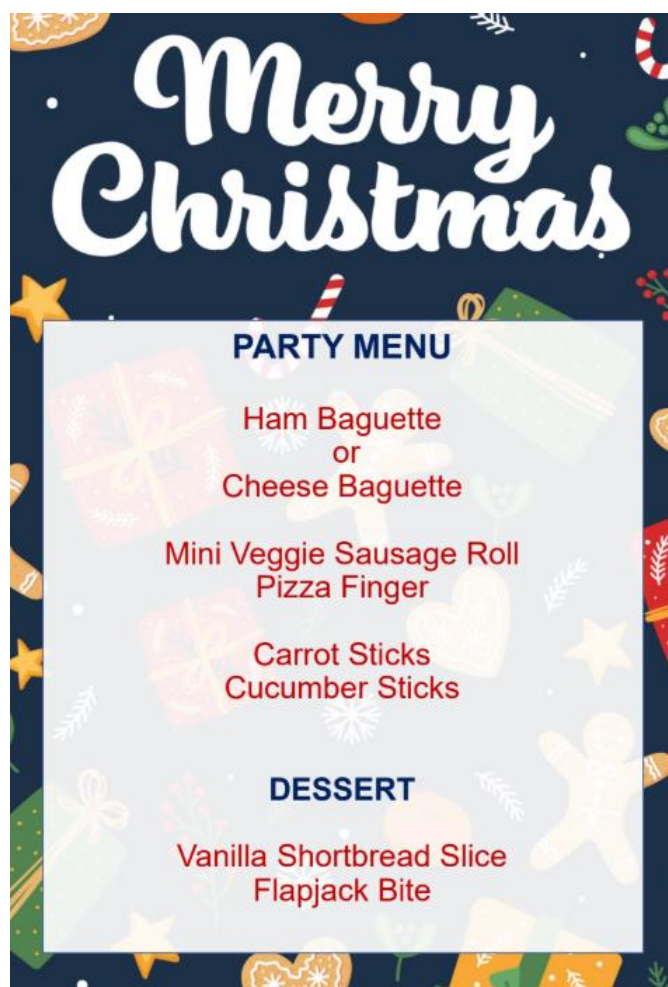 Merry
Christmas
PARTY MENU
Ham Baguette
or
Cheese Baguette
Mini Veggie Sausage Roll
Pizza Finger
Carrot Sticks
Cucumber Sticks
DESSERT
Vanilla Shortbread Slice
Flapjack Bite